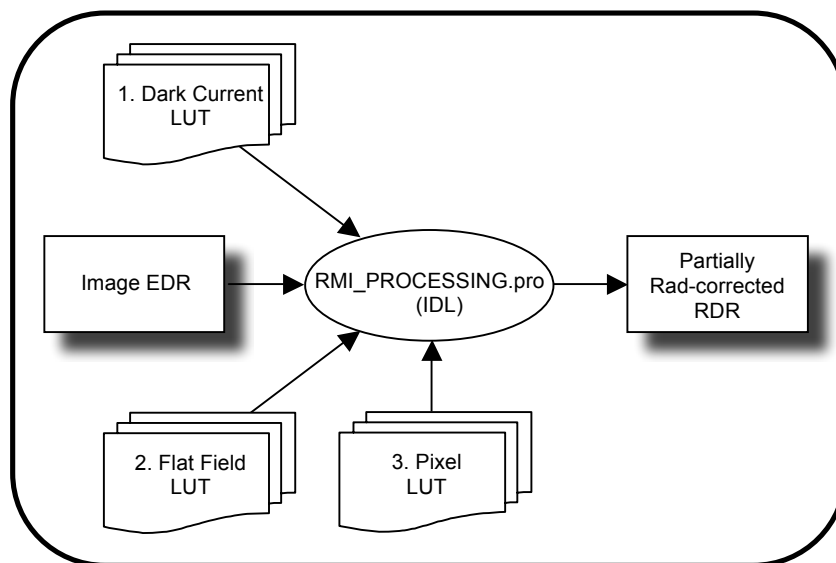 1. Dark Current
LUT
Image EDR
RMI_PROCESSING.pro
(IDL)
Partially
Rad-corrected
RDR
2. Flat Field
LUT
3. Pixel
LUT